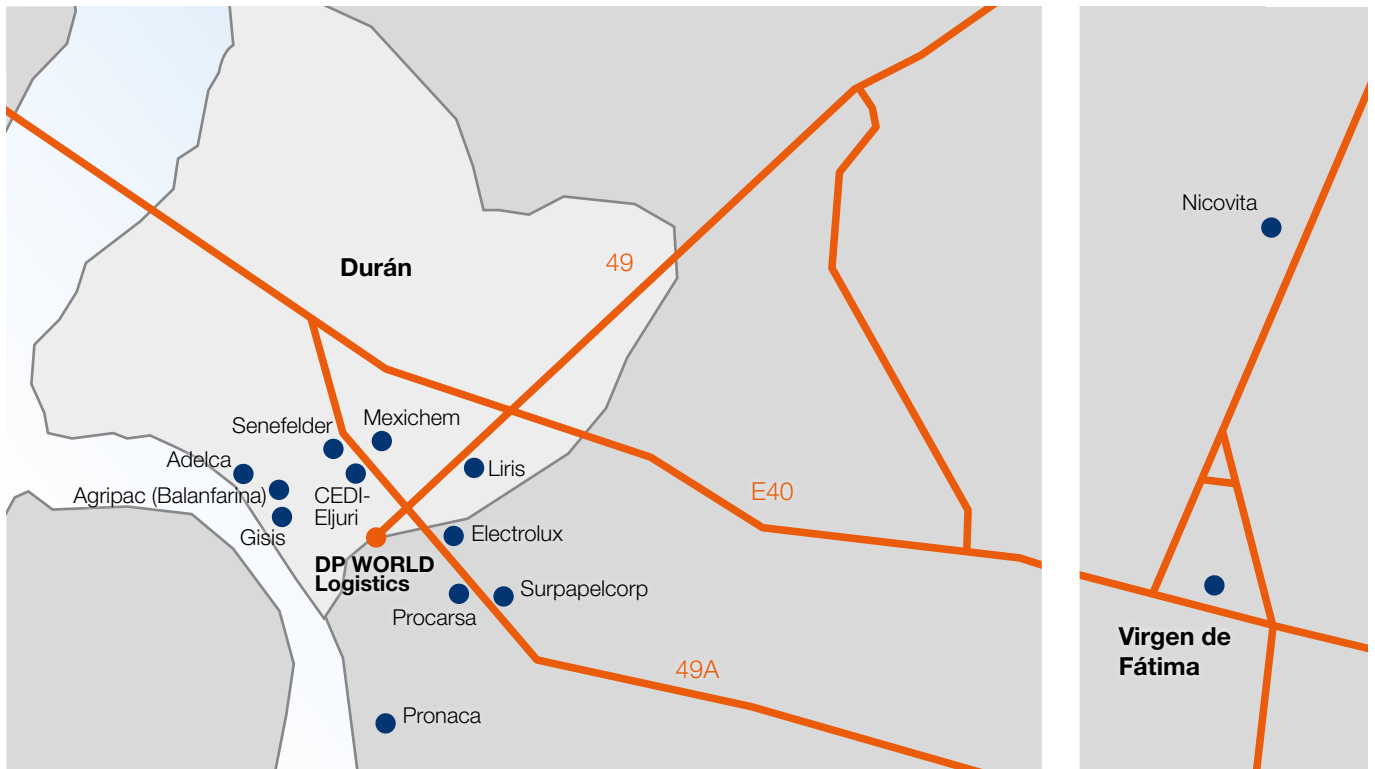 Nicovita
Durán
49
Mexichem
Senefelder
Adelca
Liris
Agripac (Balanfarina)
CEDI-
Eljuri
E40
Gisis
Electrolux
DP WORLD
Logistics
Surpapelcorp
Procarsa
Virgen de
Fátima
49A
Pronaca